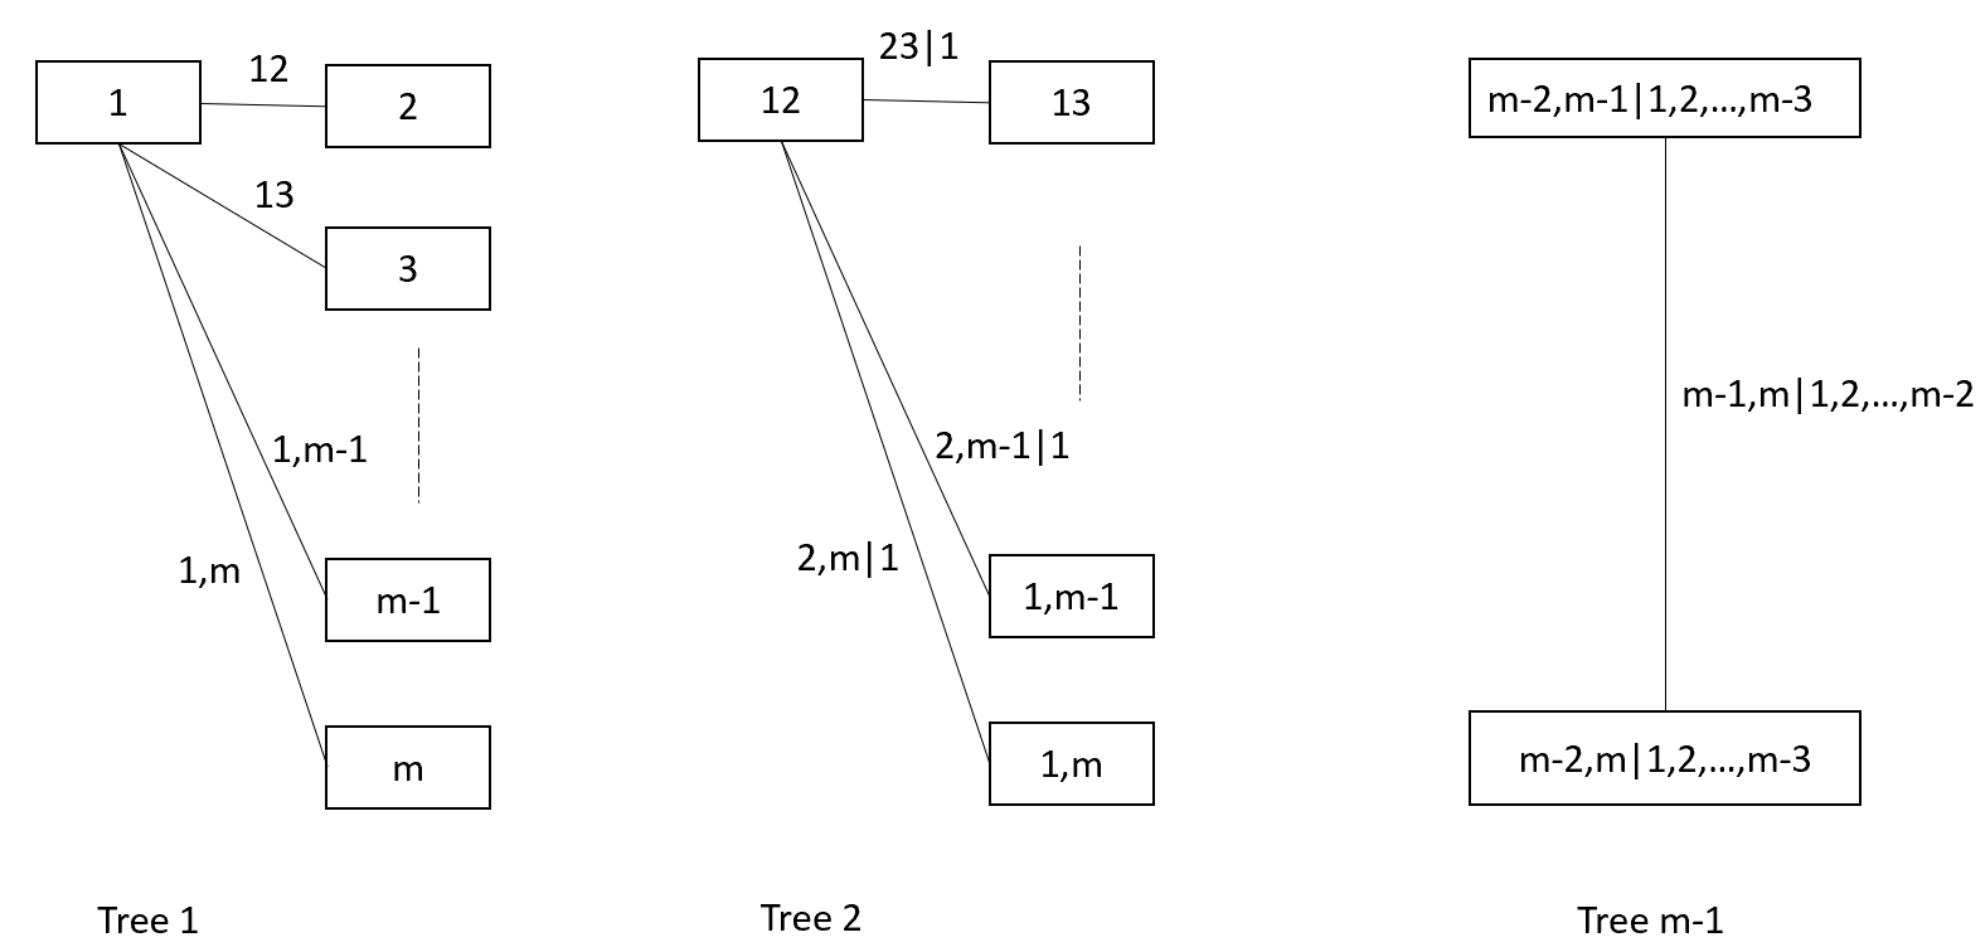 1
12
2
13
3
1,m-1
1,m
m-1
m
Tree 1
12
23|1
13
2,m-1|1
2,m|1
1,m-1
1,m
Tree 2
m-2,m-1|1,2,...,m-3
m-1,m|1,2,...,m-2
m-2,m|1,2,...,m-3
Tree m-1